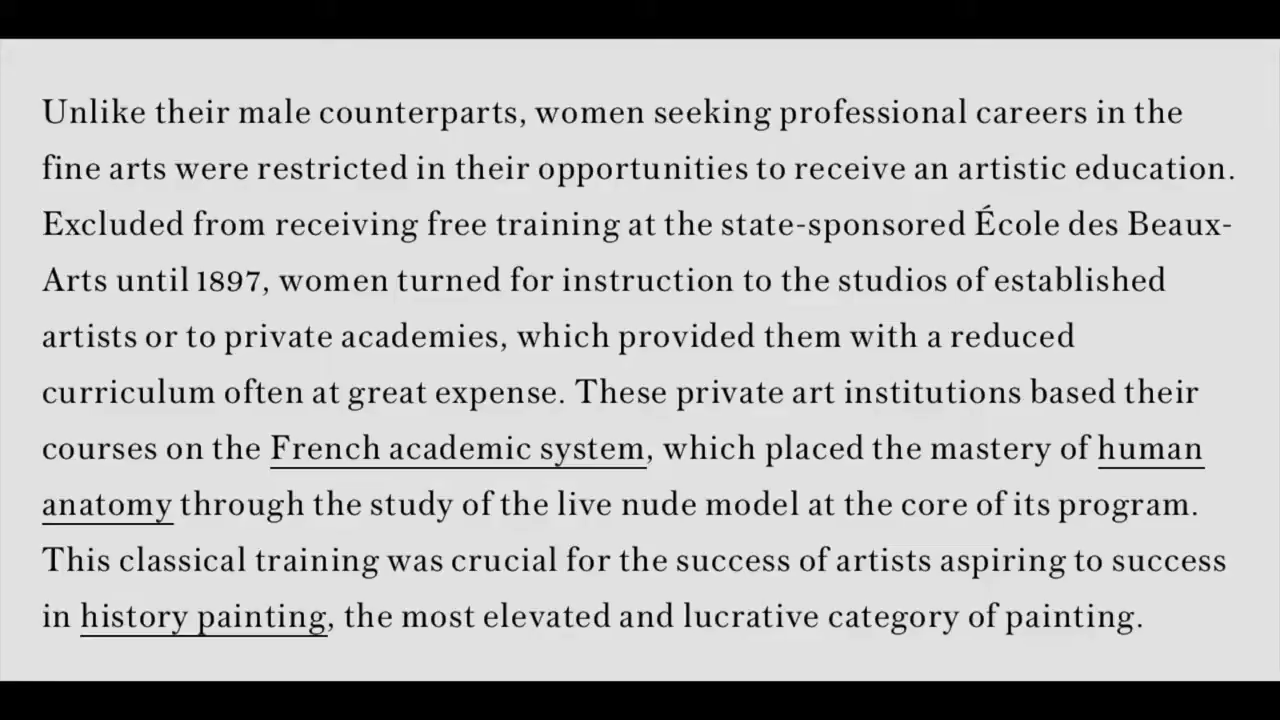 Unlike their male counterparts, women seeking professional careers in the
fine arts were restricted in their opportunities to receive an artistic education.
Excluded from receiving free training at the state-sponsored École des Beaux-
Arts until 1897, women turned for instruction to the studios of established
artists or to private academies, which provided them with a reduced
curriculum often at great expense. These private art institutions based their
courses on the French academic system, which placed the mastery of human
anatomy through the study of the live nude model at the core of its program.
This classical training was crucial for the success of artists aspiring to success
in history painting, the most elevated and lucrative category of painting.